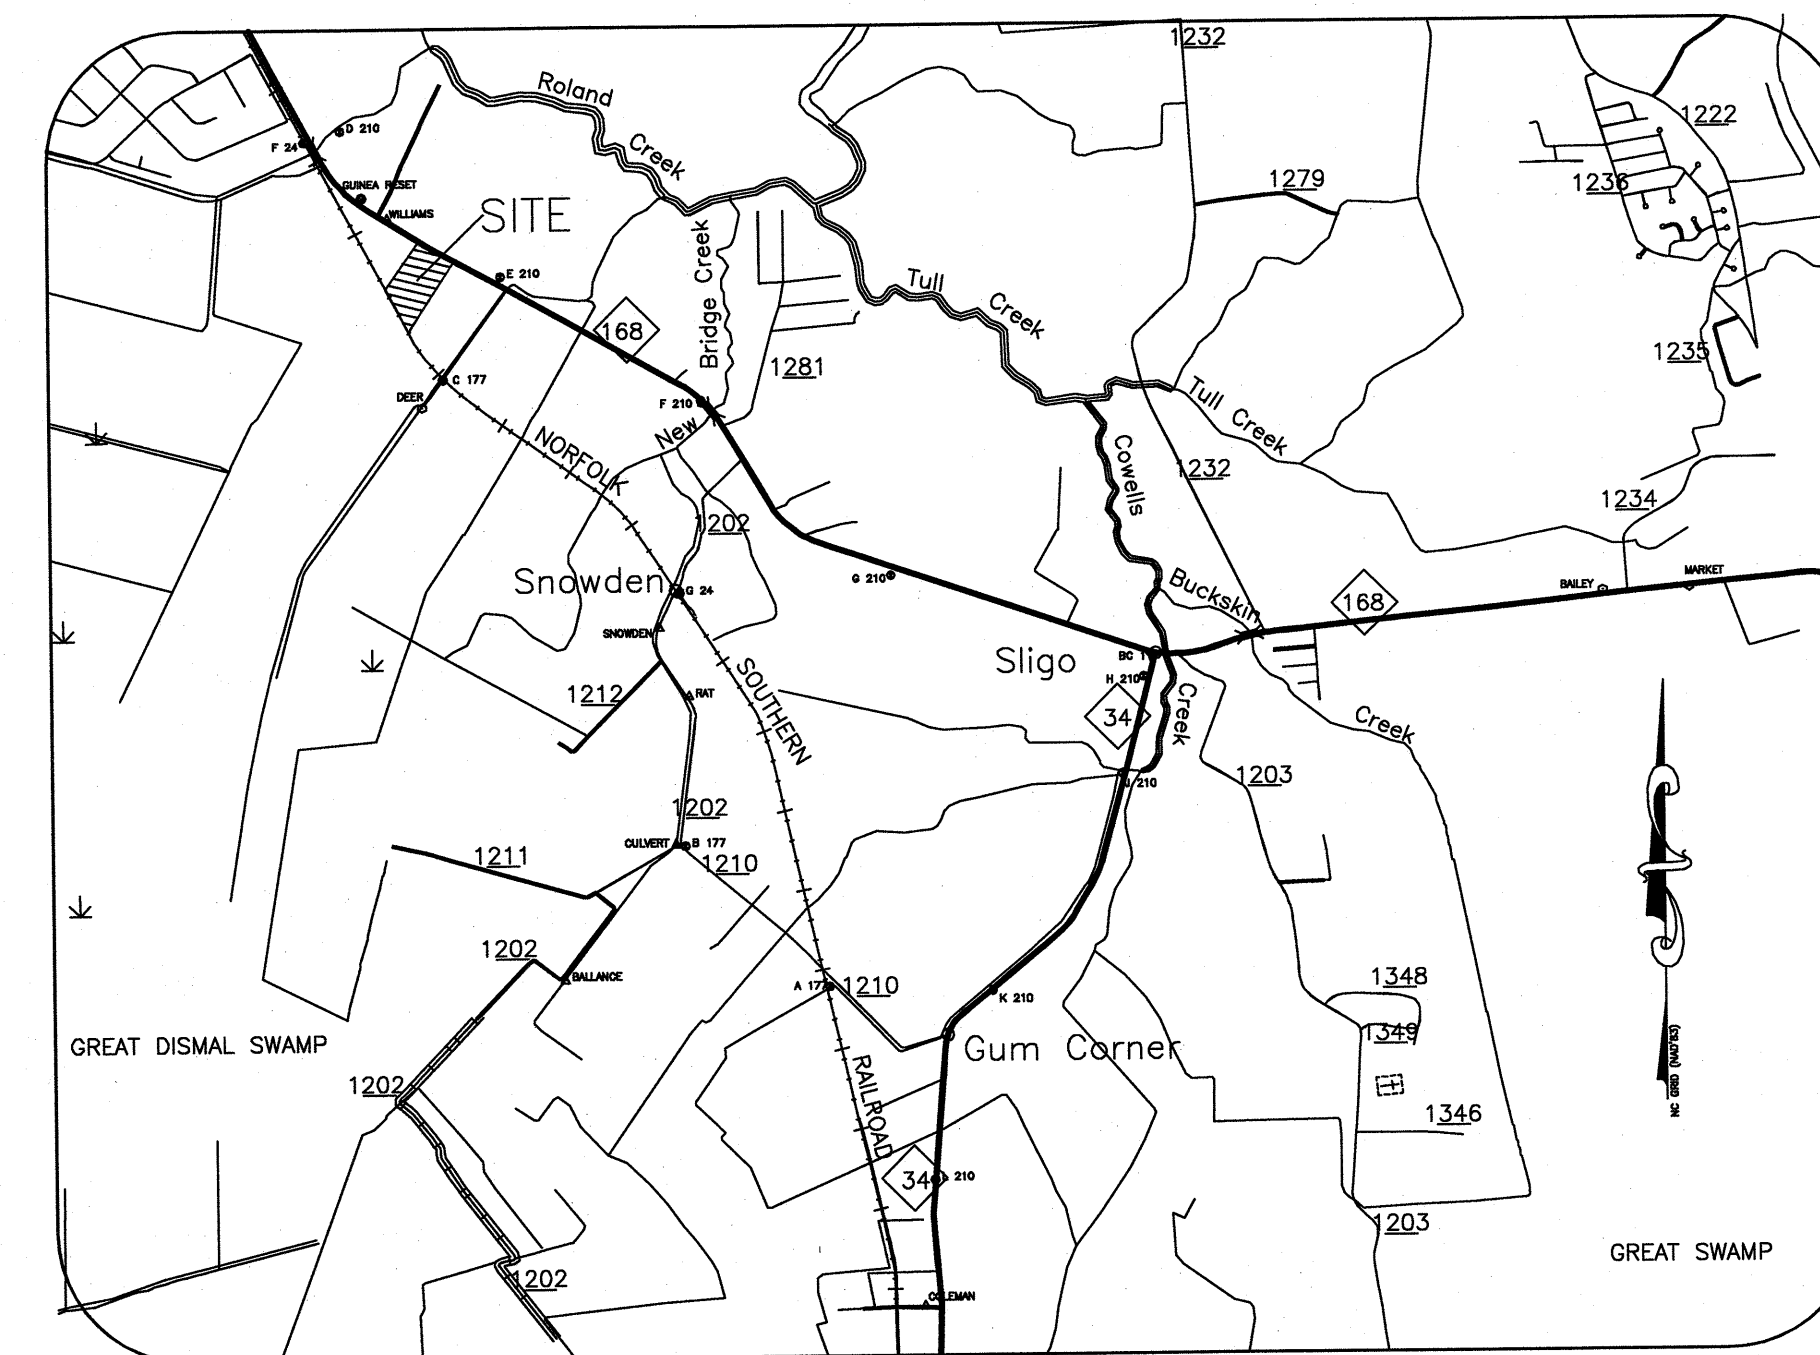 1232
Roland
1222
D 210
F 24
Creek
1279
1236
GUINEA RESET
WILLIAMS
SITE
Bridge Creek
E 210
Tull
Creek
168
1235
1281
C 177
DEER
F 210
New
Tull Creek
NORFOLK
Cowells
1232
1234
202
G 210
Buckskin
BAILEY
MARKET
Snowden
G 24
168
SNOWDEN
Sligo
BC 1
H 210
1212
RAT
SOUTHERN
34
Creek
Creek
1203
J 210
1202
CULVERT
B 177
1211
1210
1202
BALLANCE
A 177
1210
K 210
1348
GREAT DISMAL SWAMP
Gum Corner
1349
NC GRID (NAD'83)
1202
RAILROAD
1346
34
L 210
1203
GREAT SWAMP
1202
COLEMAN